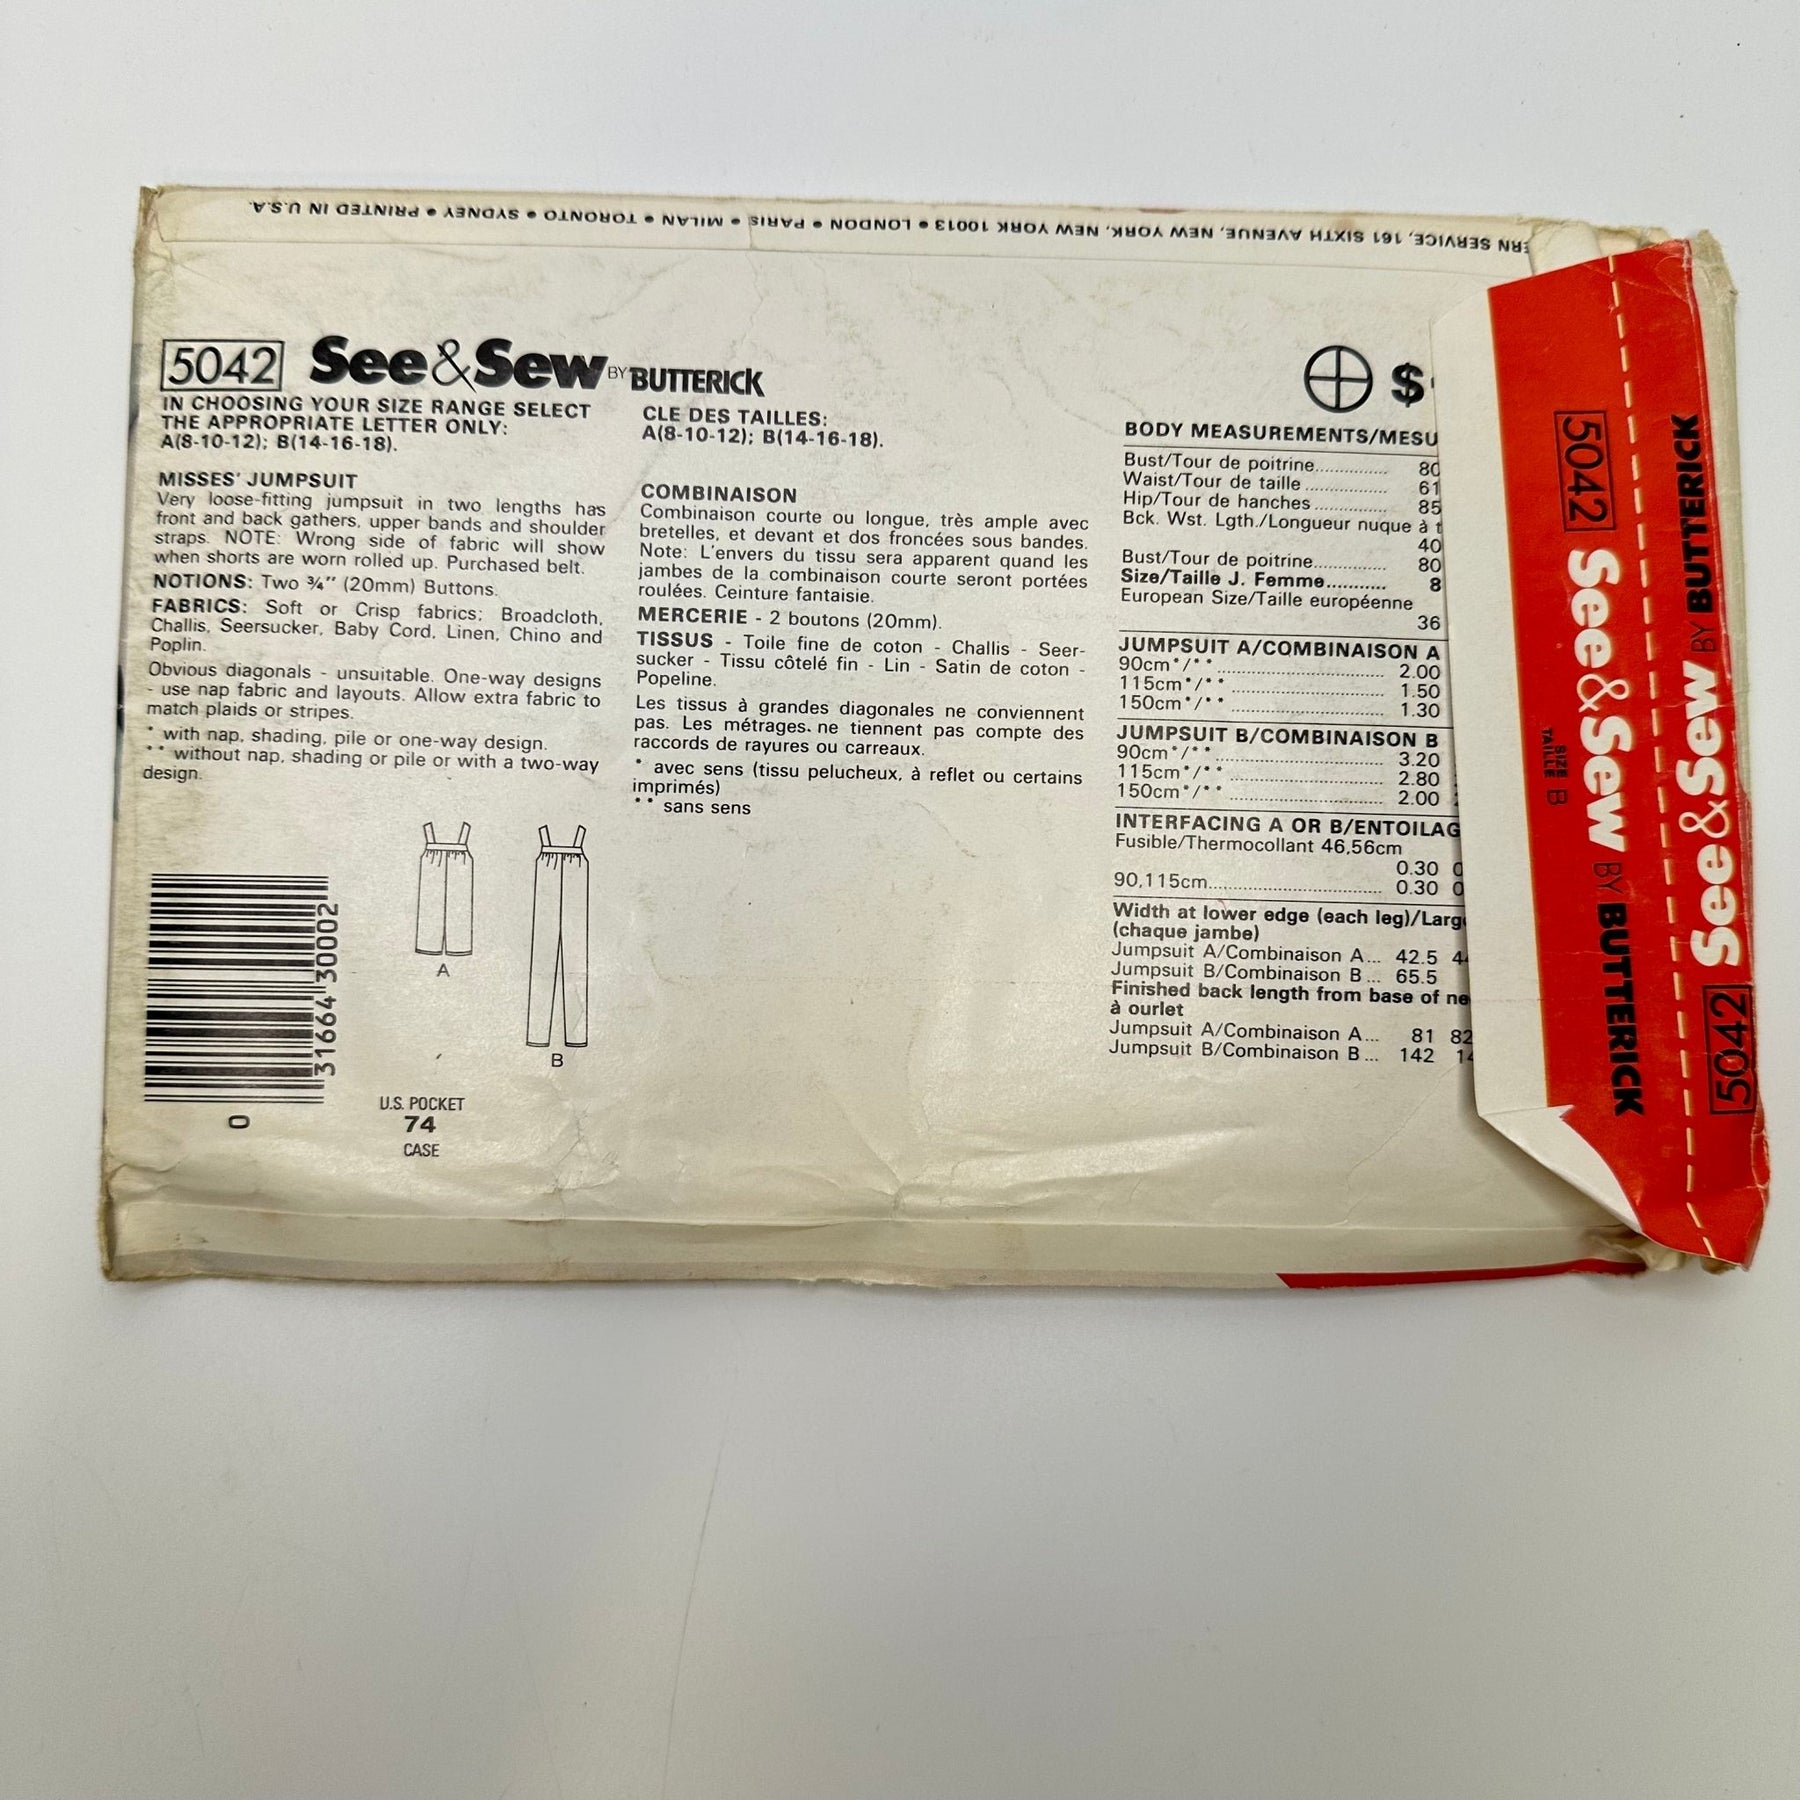 ERN SERVICE, 161 SIXTH AVENUE, NEW YORK, NEW YORK 10013 • LONDON • PARIS • MILAN • TORONTO • SYDNEY • PRINTED IN U.S.A.
5042 See&Sew BY BUTTERICK
IN CHOOSING YOUR SIZE RANGE SELECT
THE APPROPRIATE LETTER ONLY:
A(8-10-12); B(14-16-18).
MISSES' JUMPSUIT
Very loose-fitting jumpsuit in two lengths has
front and back gathers, upper bands and shoulder
straps. NOTE: Wrong side of fabric will show
when shorts are worn rolled up. Purchased belt.
NOTIONS: Two ¾" (20mm) Buttons.
FABRICS: Soft or Crisp fabrics; Broadcloth,
Challis, Seersucker, Baby Cord, Linen, Chino and
Poplin.
Obvious diagonals - unsuitable. One-way designs
- use nap fabric and layouts. Allow extra fabric to
match plaids or stripes.
* with nap, shading, pile or one-way design.
** without nap, shading or pile or with a two-way
design.
CLE DES TAILLES:
A(8-10-12); B(14-16-18).
COMBINAISON
Combinaison courte ou longue, très ample avec
bretelles, et devant et dos froncées sous bandes.
Note: L'envers du tissu sera apparent quand les
jambes de la combinaison courte seront portées
roulées. Ceinture fantaisie.
MERCERIE - 2 boutons (20mm).
TISSUS - Toile fine de coton - Challis - Seer-
sucker - Tissu côtelé fin - Lin - Satin de coton -
Popeline.
Les tissus à grandes diagonales ne conviennent
pas. Les métrages ne tiennent pas compte des
raccords de rayures ou carreaux.
* avec sens (tissu pelucheux, à reflet ou certains
imprimés)
** sans sens
$
BODY MEASUREMENTS/MESU
Bust/Tour de poitrine............... 80
Waist/Tour de taille................. 61
Hip/Tour de hanches............... 85
Bck. Wst. Lgth./Longueur nuque à t
40
Bust/Tour de poitrine............... 80
Size/Taille J. Femme............ 8
European Size/Taille européenne
36
JUMPSUIT A/COMBINAISON A
90cm*/** .................. 2.00
115cm*/** .................. 1.50
150cm*/** .................. 1.30
JUMPSUIT B/COMBINAISON B
90cm*/** .................. 3.20
115cm*/** .................. 2.80
150cm*/** .................. 2.00
INTERFACING A OR B/ENTOILAG
Fusible/Thermocollant 46,56cm
0.30 0
90,115cm.................. 0.30 0
Width at lower edge (each leg)/Larg
(chaque jambe)
Jumpsuit A/Combinaison A... 42.5 4
Jumpsuit B/Combinaison B... 65.5
Finished back length from base of ne
à ourlet
Jumpsuit A/Combinaison A... 81 82
Jumpsuit B/Combinaison B... 142 14
A
B
31664 30002
0
U.S. POCKET
74
CASE
5042 See&Sew BY BUTTERICK
SIZE
TAILLE B
5042 See&Sew BY BUTTERICK